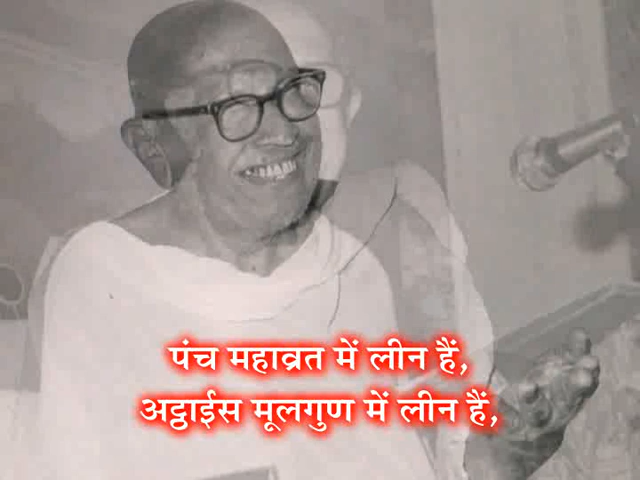 पंच महाव्रत में लीन हैं,
अट्ठाईस मूलगुण में लीन हैं,